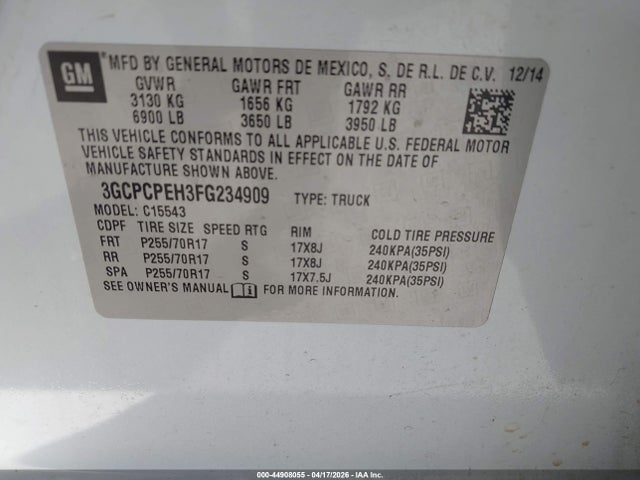 GM
MFD BY GENERAL MOTORS DE MEXICO, S. DE R.L. DE C.V. 12/14
GVWR GAWR FRT GAWR RR
3130 KG 1656 KG 1792 KG
6900 LB 3650 LB 3950 LB
THIS VEHICLE CONFORMS TO ALL APPLICABLE U.S. FEDERAL MOTOR
VEHICLE SAFETY STANDARDS IN EFFECT ON THE DATE OF
MANUFACTURE SHOWN ABOVE.
3GCPCPEH3FG234909 TYPE: TRUCK
MODEL: C15543
CDPF TIRE SIZE SPEED RTG RIM COLD TIRE PRESSURE
FRT P255/70R17 S 17X8J 240KPA(35PSI)
RR P255/70R17 S 17X8J 240KPA(35PSI)
SPA P255/70R17 S 17X7.5J 240KPA(35PSI)
SEE OWNER'S MANUAL FOR MORE INFORMATION.
000-44908055 - 04/17/2026 - IAAI.COM